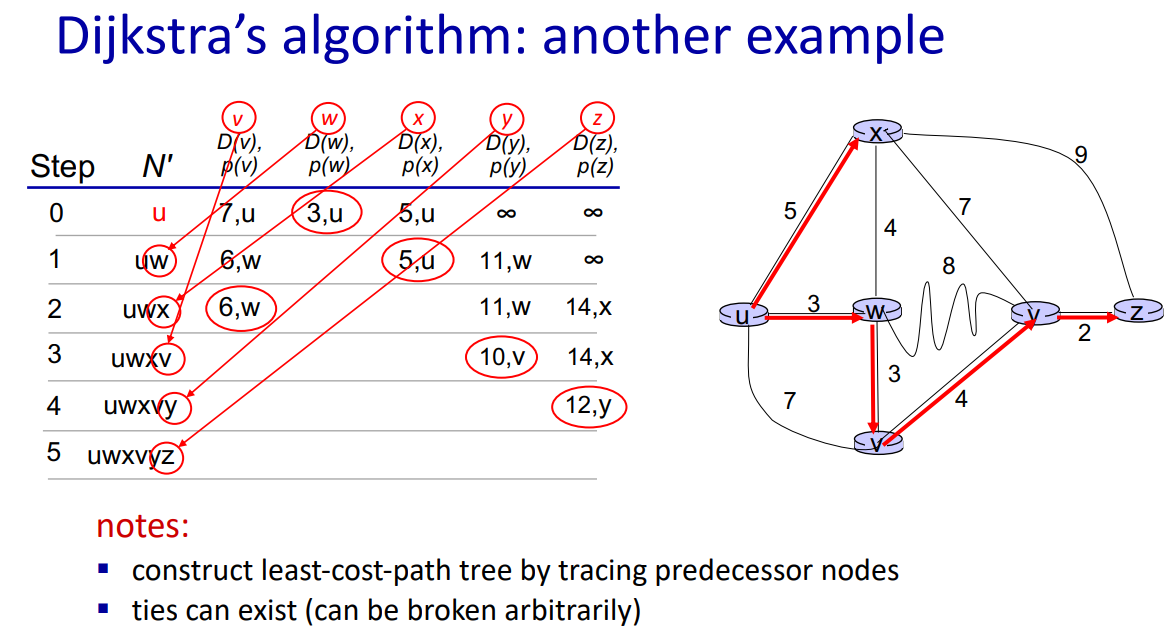 Dijkstra’s algorithm: another example
v w x y z
D(v), D(w), D(x), D(y), D(z),
Step N' p(v) p(w) p(x) p(y) p(z)
0 u 7,u 3,u 5,u ∞ ∞
1 uw 6,w 5,u 11,w ∞
2 uwx 6,w 11,w 14,x
3 uwxv 10,v 14,x
4 uwxvy 12,y
5 uwxvyz
x
9
5
7
4
8
u
3
w
y
z
2
3
7
4
v
notes:
▪ construct least-cost-path tree by tracing predecessor nodes
▪ ties can exist (can be broken arbitrarily)